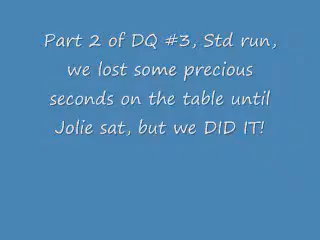 Part 2 of DQ #3, Std run,
we lost some precious
seconds on the table until
Jolie sat, but we DID IT!